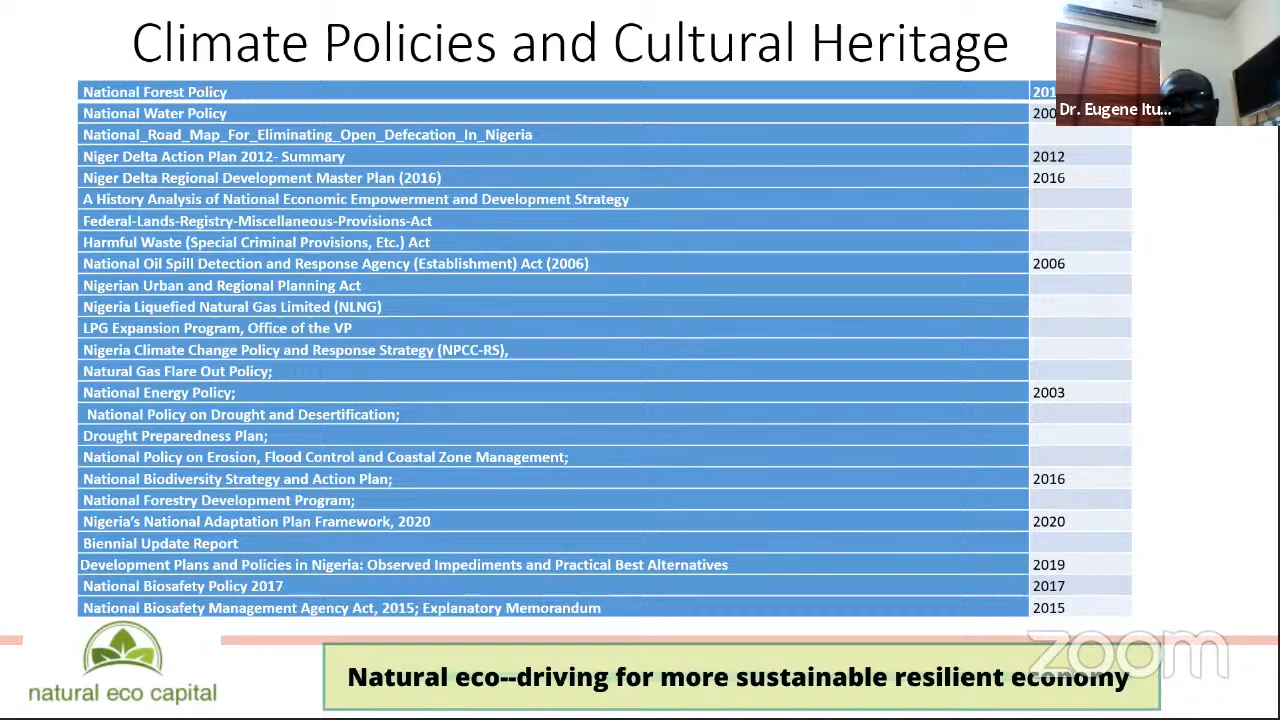 Climate Policies and Cultural Heritage
National Forest Policy 201
Dr. Eugene Itu...
National Water Policy 200
National_Road_Map_For_Eliminating_Open_Defecation_In_Nigeria
Niger Delta Action Plan 2012- Summary 2012
Niger Delta Regional Development Master Plan (2016) 2016
A History Analysis of National Economic Empowerment and Development Strategy
Federal-Lands-Registry-Miscellaneous-Provisions-Act
Harmful Waste (Special Criminal Provisions, Etc.) Act
National Oil Spill Detection and Response Agency (Establishment) Act (2006) 2006
Nigerian Urban and Regional Planning Act
Nigeria Liquefied Natural Gas Limited (NLNG)
LPG Expansion Program, Office of the VP
Nigeria Climate Change Policy and Response Strategy (NPCC-RS),
Natural Gas Flare Out Policy;
National Energy Policy; 2003
National Policy on Drought and Desertification;
Drought Preparedness Plan;
National Policy on Erosion, Flood Control and Coastal Zone Management;
National Biodiversity Strategy and Action Plan; 2016
National Forestry Development Program;
Nigeria's National Adaptation Plan Framework, 2020 2020
Biennial Update Report
Development Plans and Policies in Nigeria: Observed Impediments and Practical Best Alternatives 2019
National Biosafety Policy 2017 2017
National Biosafety Management Agency Act, 2015; Explanatory Memorandum 2015
zoom
natural eco capital
Natural eco--driving for more sustainable resilient economy